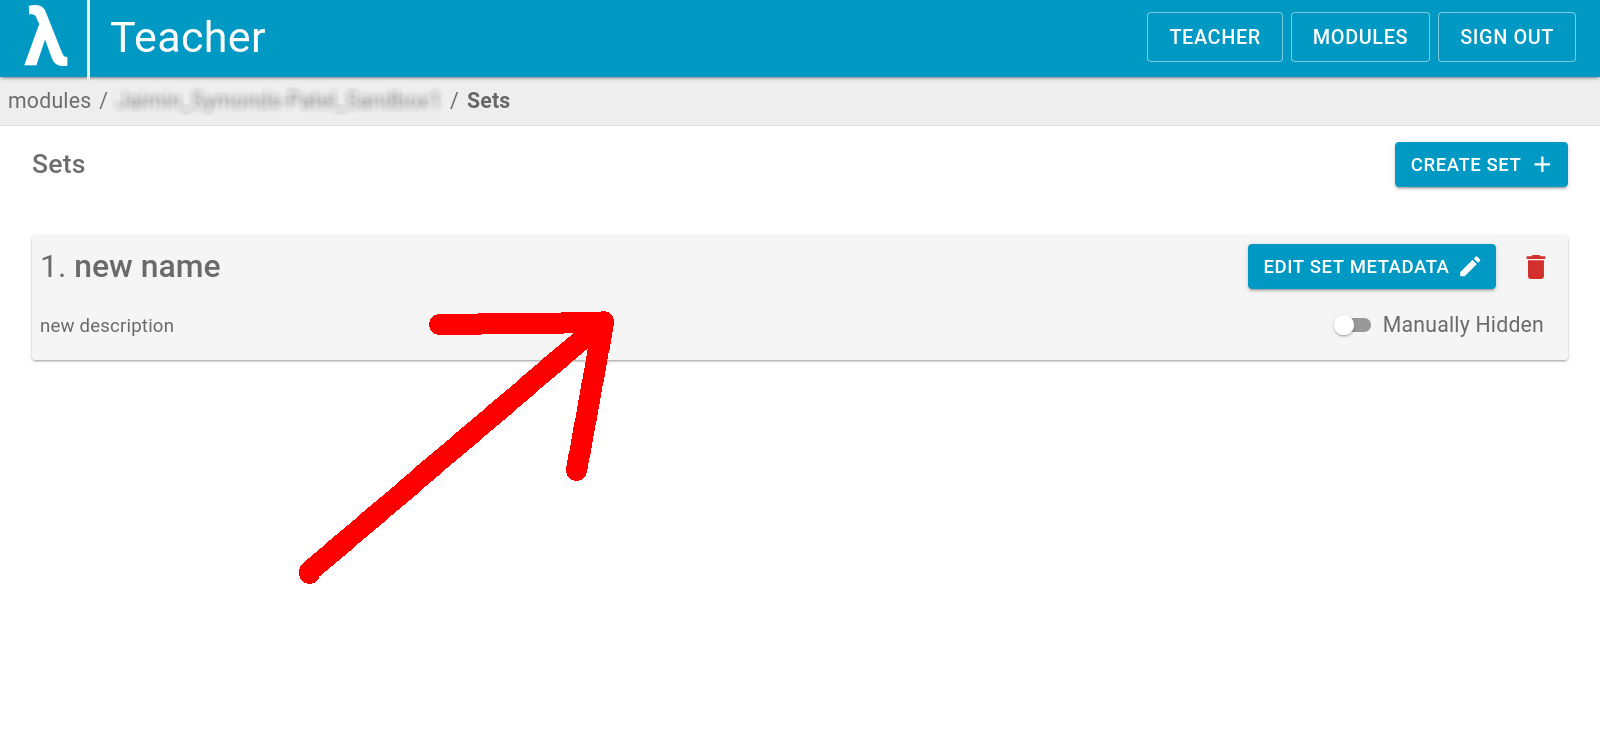 λ Teacher TEACHER MODULES SIGN OUT
modules / / Sets
Sets CREATE SET +
1. new name EDIT SET METADATA
new description Manually Hidden